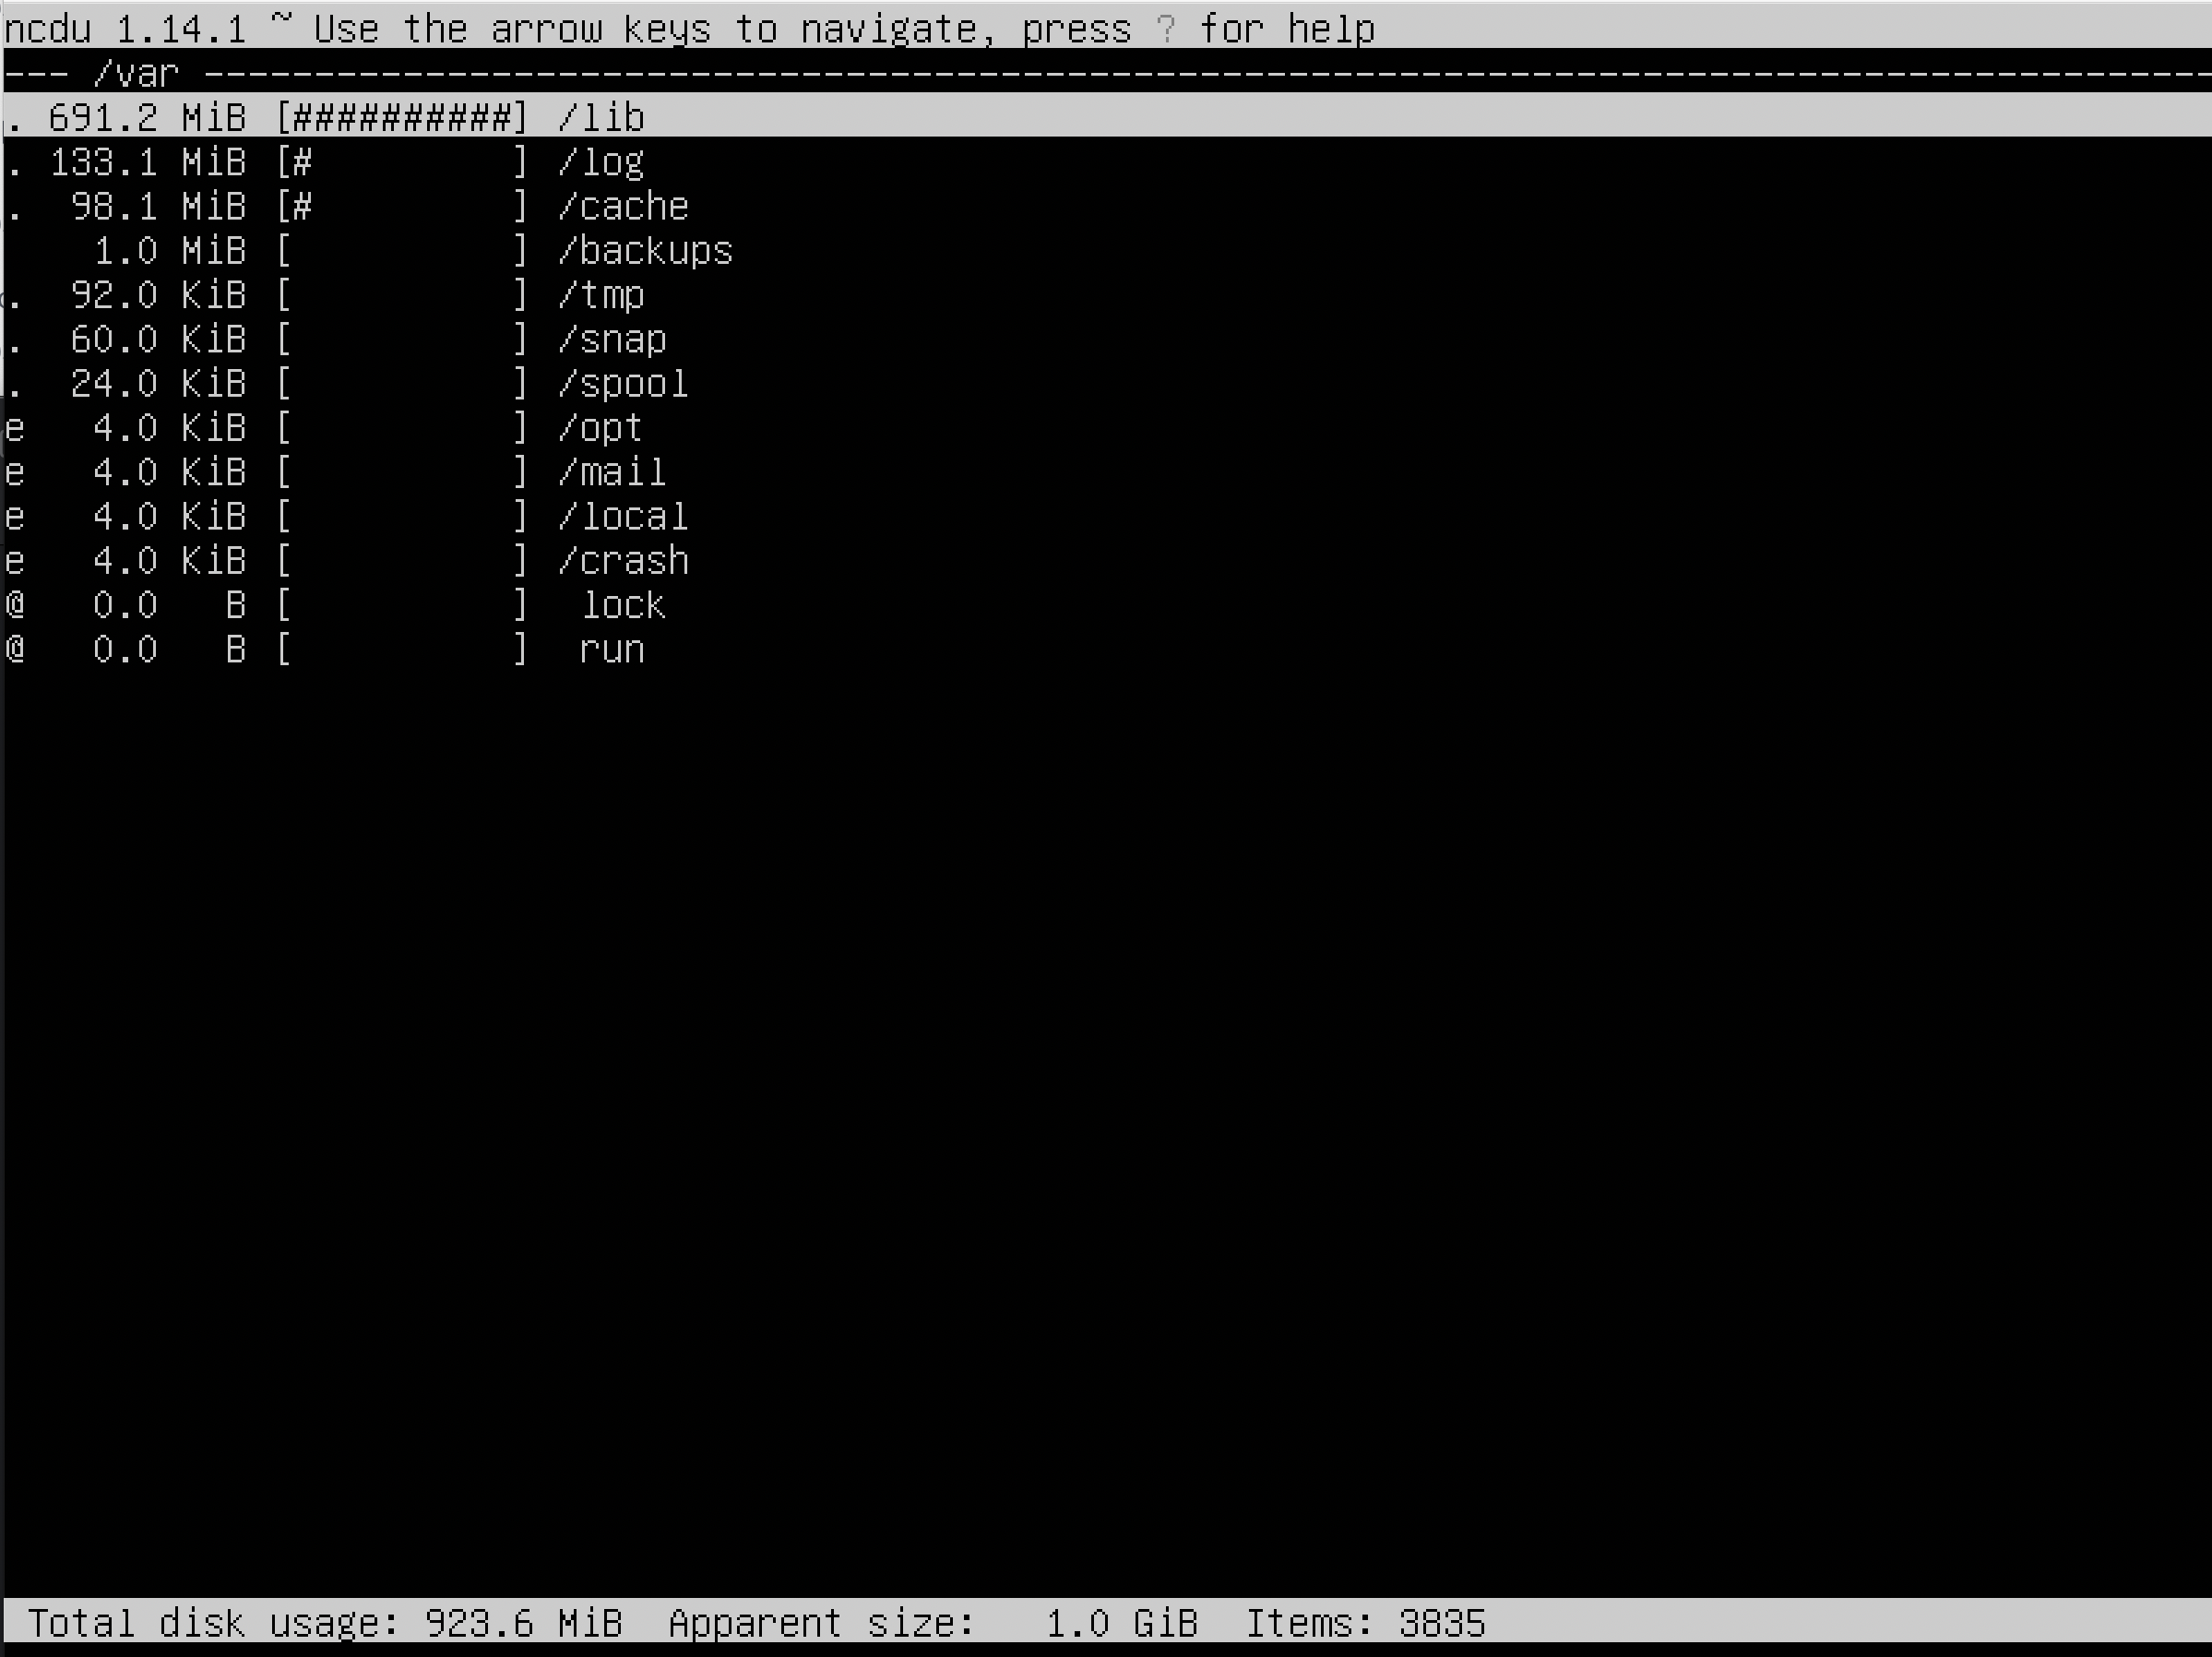 ncdu 1.14.1 ~ Use the arrow keys to navigate, press ? for help
--- /var ----------------------------------------------------------------------------------------------
. 691.2 MiB [##########] /lib
. 133.1 MiB [#         ] /log
.  98.1 MiB [#         ] /cache
    1.0 MiB [          ] /backups
.  92.0 KiB [          ] /tmp
.  60.0 KiB [          ] /snap
.  24.0 KiB [          ] /spool
e   4.0 KiB [          ] /opt
e   4.0 KiB [          ] /mail
e   4.0 KiB [          ] /local
e   4.0 KiB [          ] /crash
@   0.0   B [          ]  lock
@   0.0   B [          ]  run
Total disk usage: 923.6 MiB  Apparent size:   1.0 GiB  Items: 3835